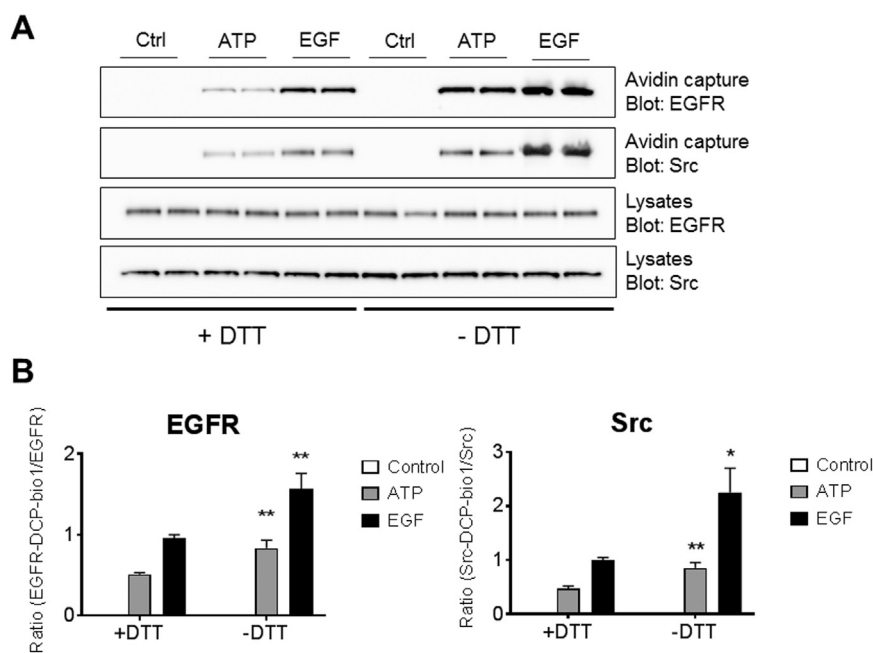 A
Ctrl ATP EGF Ctrl ATP EGF
Avidin capture
Blot: EGFR
Avidin capture
Blot: Src
Lysates
Blot: EGFR
Lysates
Blot: Src
+ DTT - DTT
B
EGFR
Ratio (EGFR-DCP-bio1/EGFR)
2
1
0
** **
+DTT -DTT
Control
ATP
EGF
Src
Ratio (Src-DCP-bio1/Src)
3
2
1
0
** *
+DTT -DTT
Control
ATP
EGF